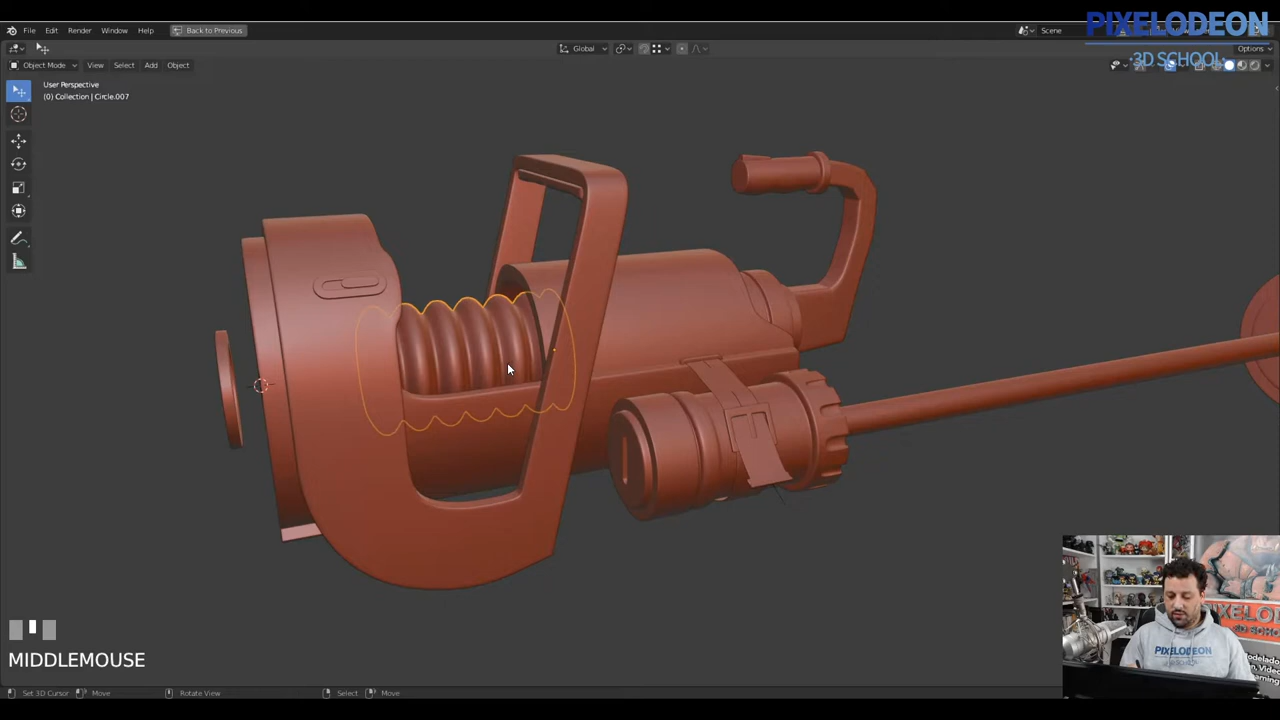 PIXELODEON
·3D SCHOOL·
File Edit Render Window Help Back to Previous
Scene
Global
Options
Object Mode View Select Add Object
User Perspective
(0) Collection | Circle.007
MIDDLEMOUSE
PIXELODEON
Set 3D Cursor Move Rotate View Select Move